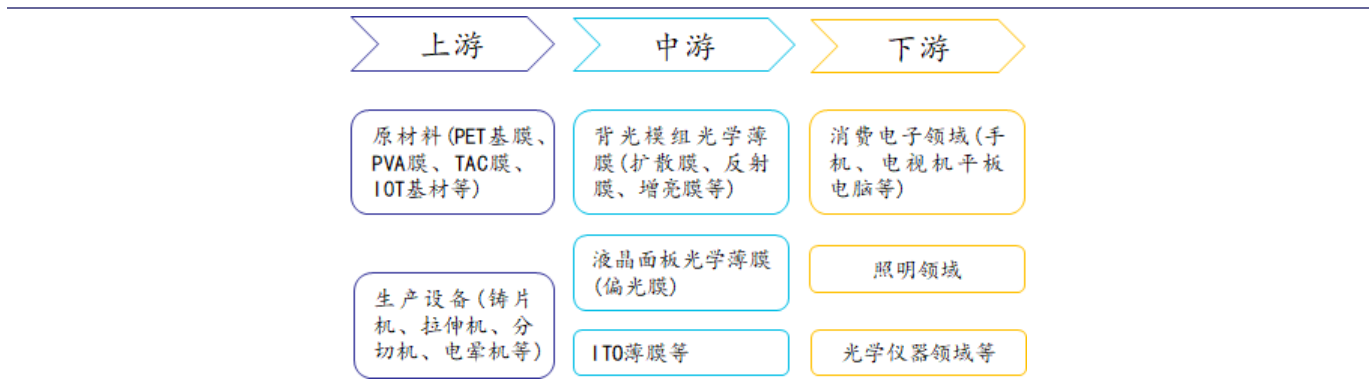 上游
中游
下游
原材料(PET基膜、
PVA膜、TAC膜、
IOT基材等)
生产设备(铸片
机、拉伸机、分
切机、电晕机等)
背光模组光学薄
膜(扩散膜、反射
膜、增亮膜等)
液晶面板光学薄膜
(偏光膜)
ITO薄膜等
消费电子领域(手
机、电视机平板
电脑等)
照明领域
光学仪器领域等